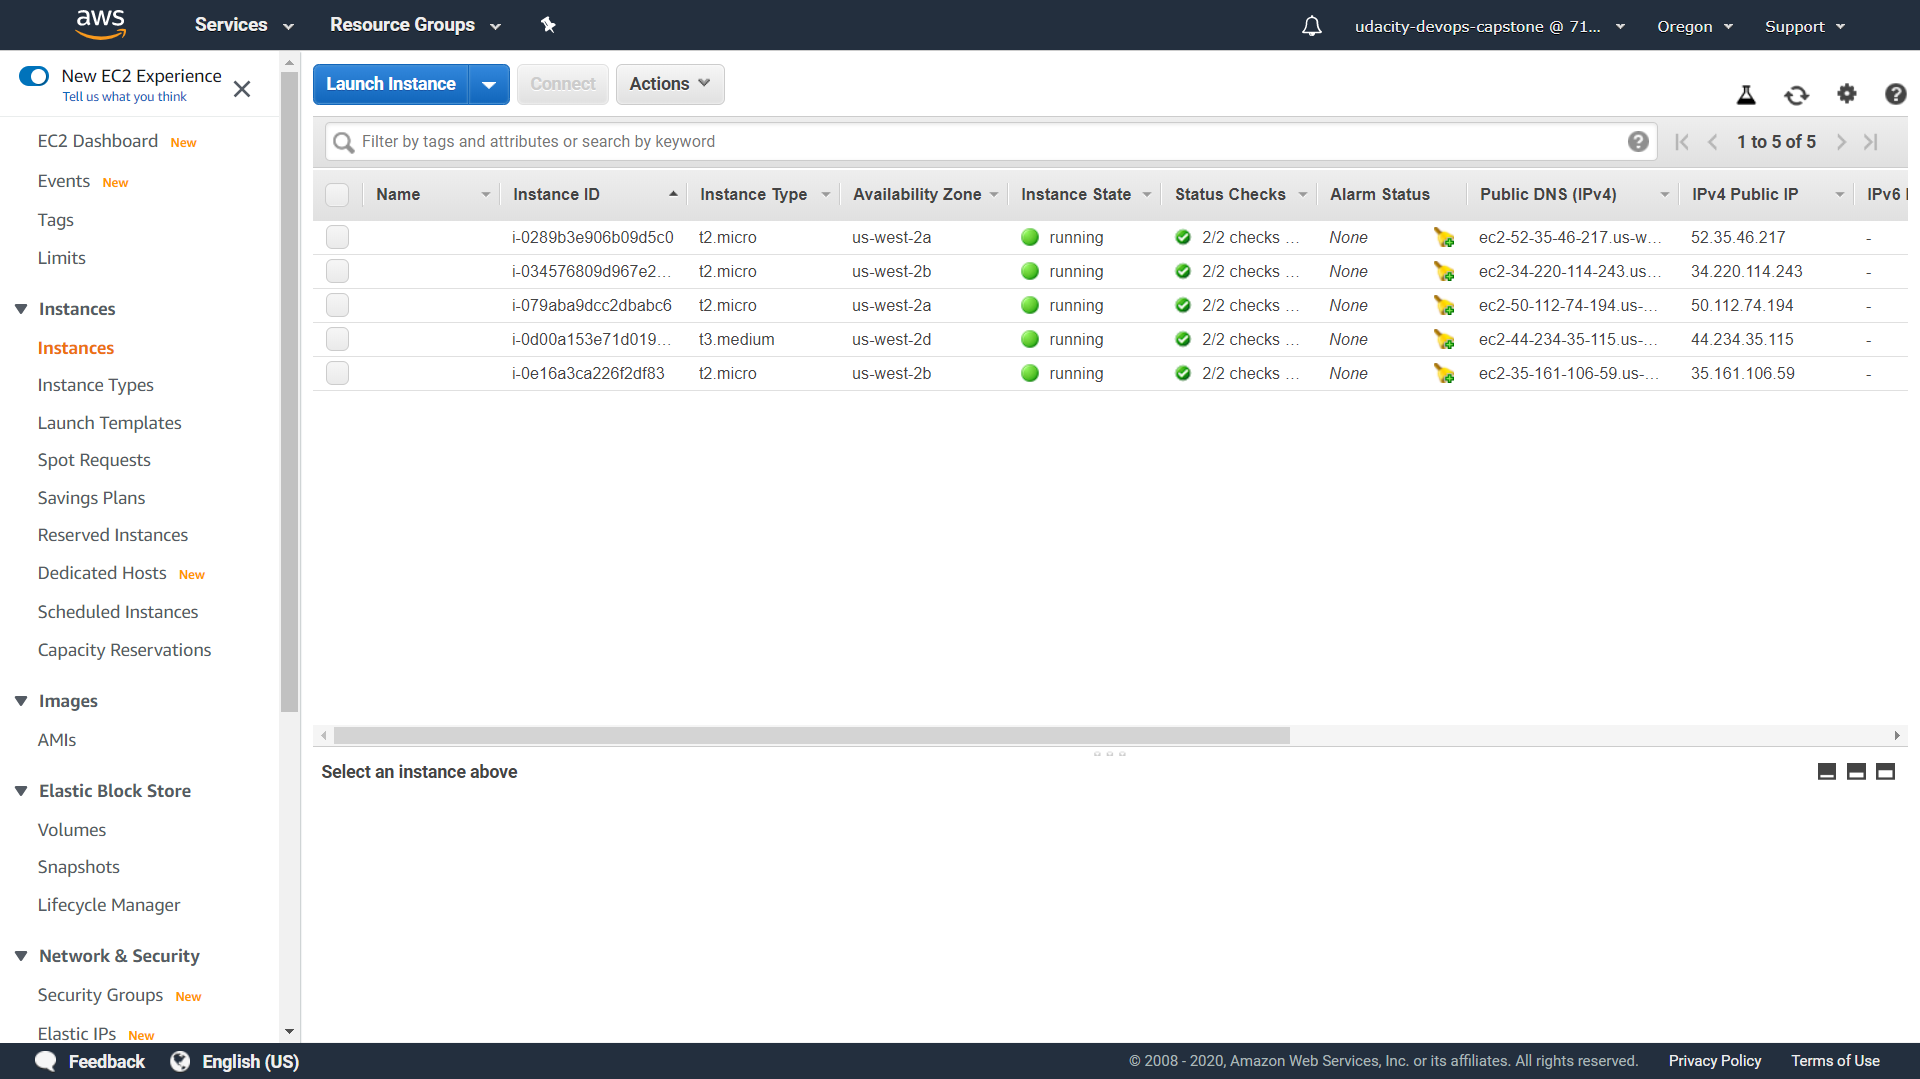 aws Services Resource Groups udacity-devops-capstone @ 71... Oregon Support
New EC2 Experience
Tell us what you think
EC2 Dashboard New
Events New
Tags
Limits
Instances
Instances
Instance Types
Launch Templates
Spot Requests
Savings Plans
Reserved Instances
Dedicated Hosts New
Scheduled Instances
Capacity Reservations
Images
AMIs
Elastic Block Store
Volumes
Snapshots
Lifecycle Manager
Network & Security
Security Groups New
Elastic IPs New
Launch Instance Connect Actions
Filter by tags and attributes or search by keyword 1 to 5 of 5
Name Instance ID Instance Type Availability Zone Instance State Status Checks Alarm Status Public DNS (IPv4) IPv4 Public IP IPv6
i-0289b3e906b09d5c0 t2.micro us-west-2a running 2/2 checks ... None ec2-52-35-46-217.us-w... 52.35.46.217 -
i-034576809d967e2... t2.micro us-west-2b running 2/2 checks ... None ec2-34-220-114-243.us... 34.220.114.243 -
i-079aba9dcc2dbabc6 t2.micro us-west-2a running 2/2 checks ... None ec2-50-112-74-194.us-... 50.112.74.194 -
i-0d00a153e71d019... t3.medium us-west-2d running 2/2 checks ... None ec2-44-234-35-115.us-... 44.234.35.115 -
i-0e16a3ca226f2df83 t2.micro us-west-2b running 2/2 checks ... None ec2-35-161-106-59.us-... 35.161.106.59 -
Select an instance above
Feedback English (US) © 2008 - 2020, Amazon Web Services, Inc. or its affiliates. All rights reserved. Privacy Policy Terms of Use